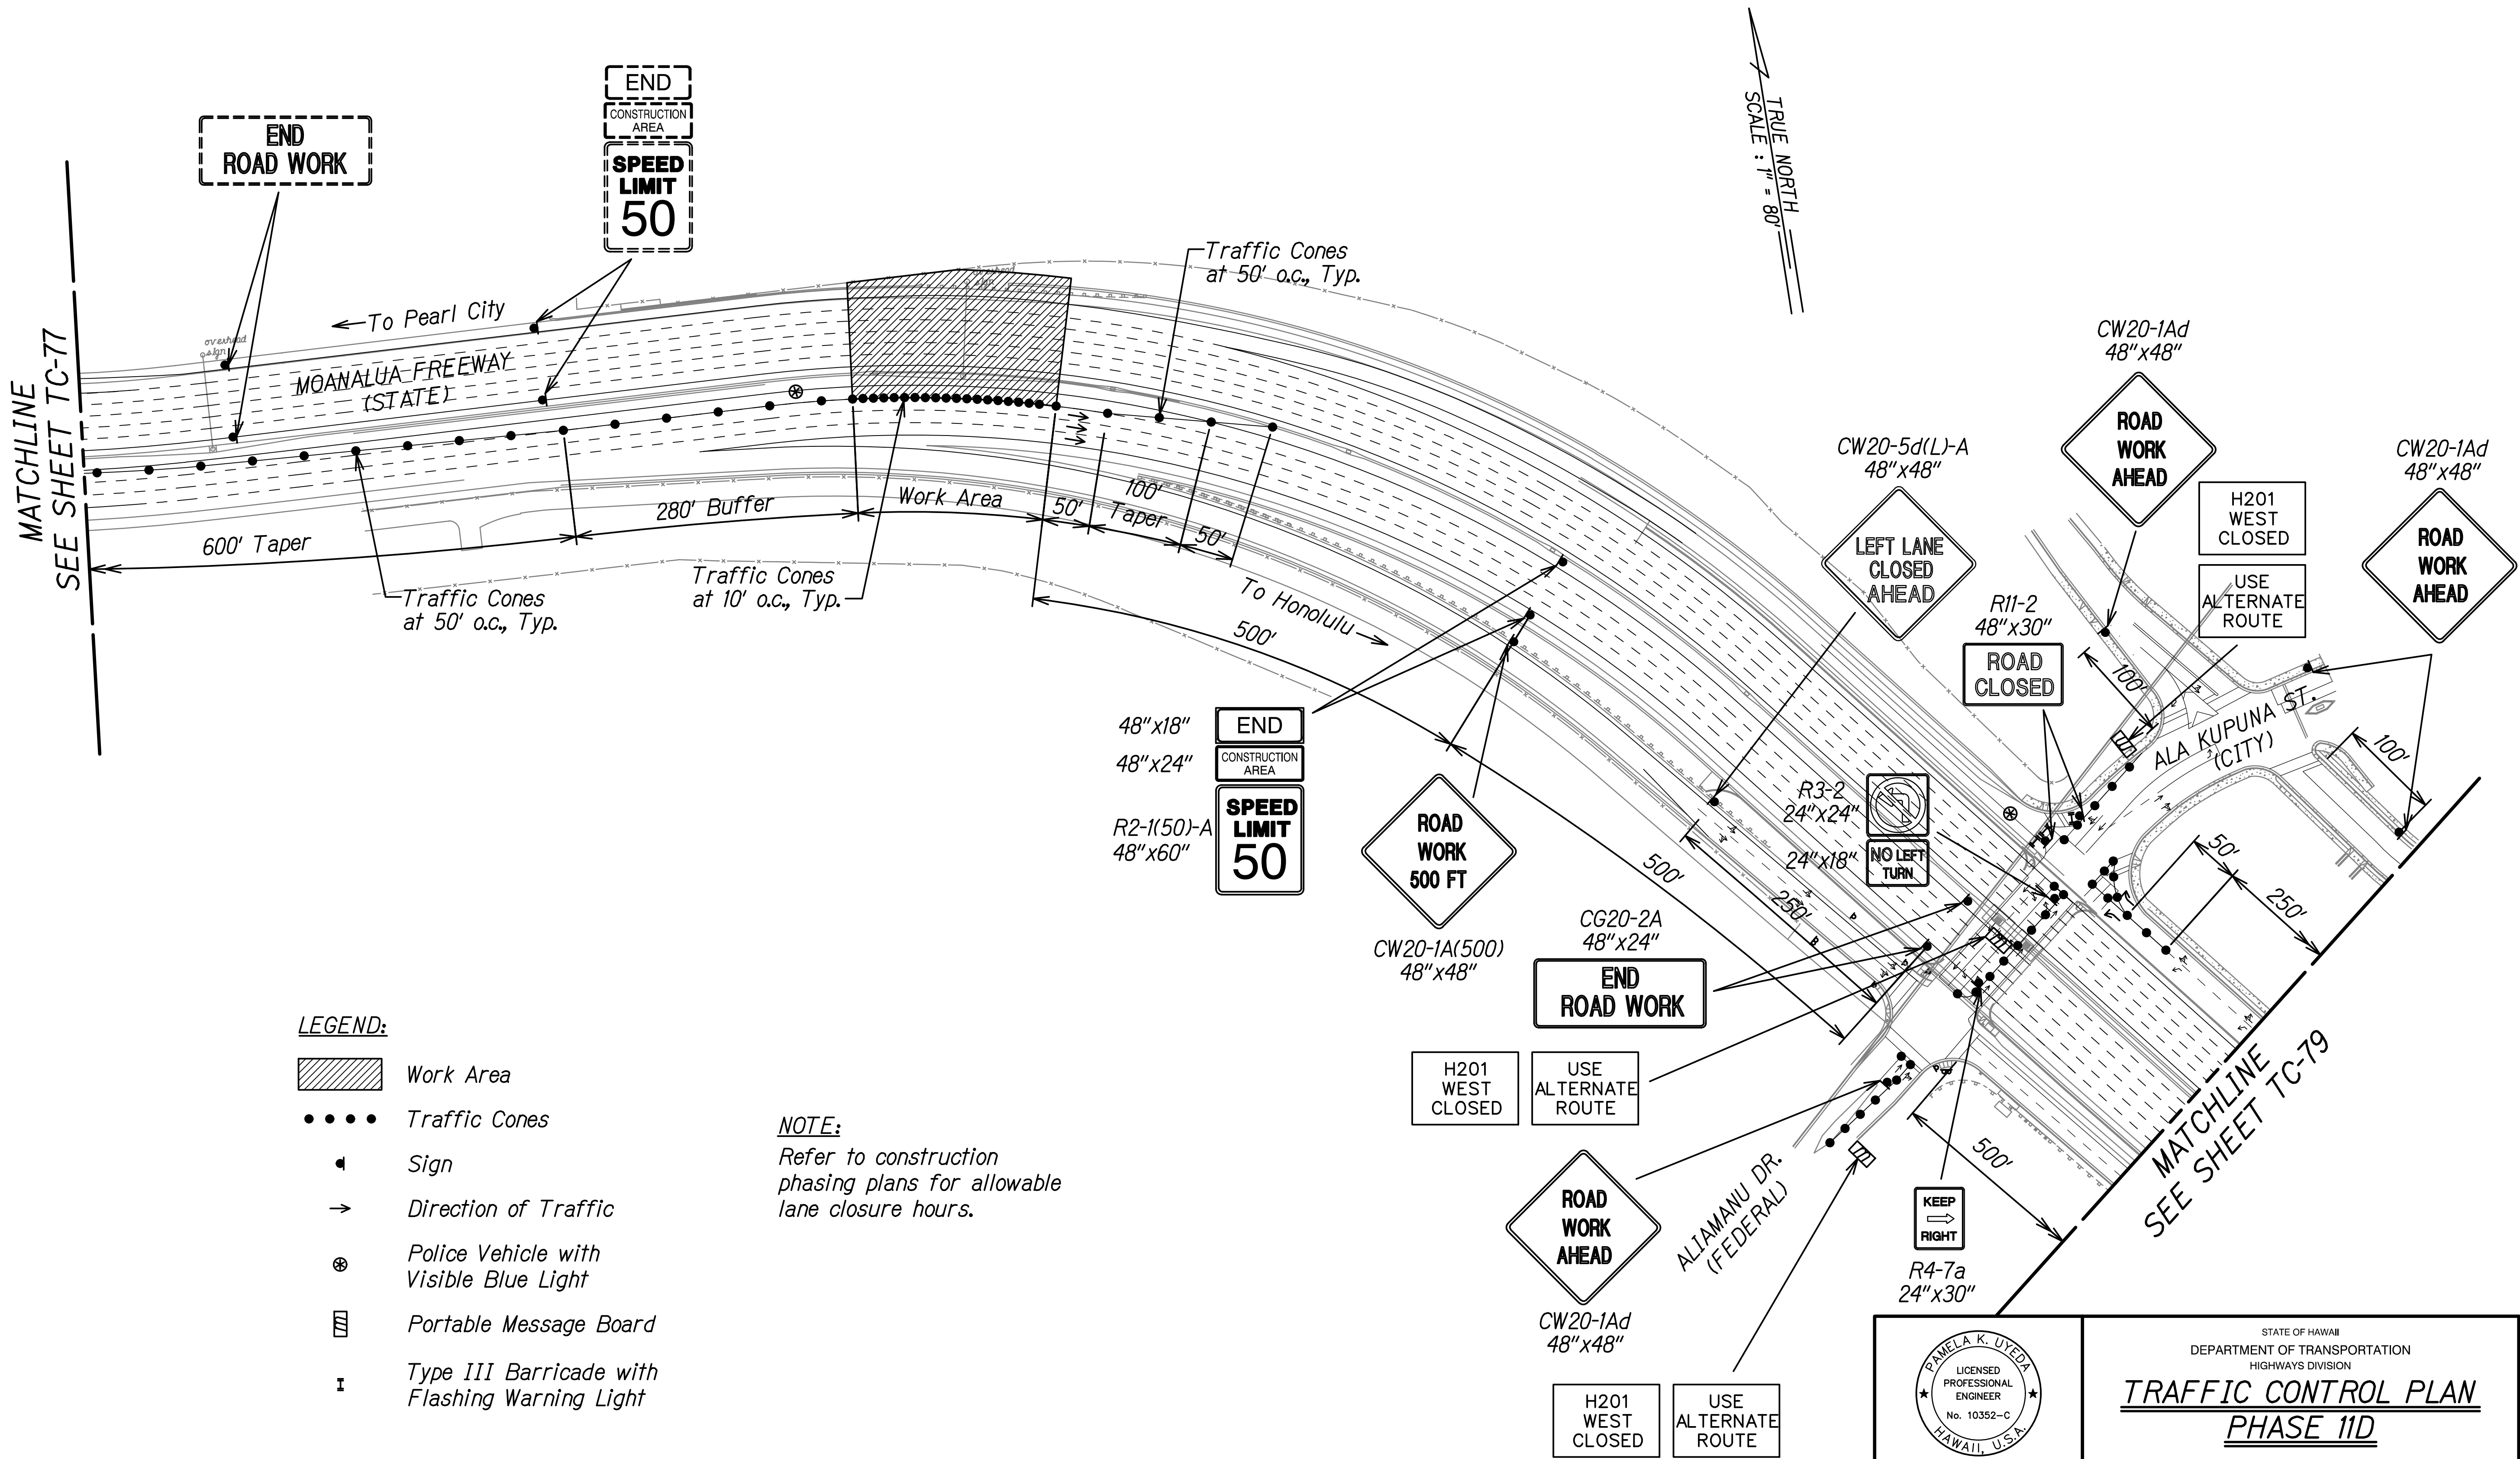 END
ROAD WORK
END
CONSTRUCTION
AREA
SPEED
LIMIT
50
TRUE NORTH
SCALE : 1" = 80'
MATCHLINE
SEE SHEET TC-77
To Pearl City
overhead
sign
MOANALUA FREEWAY
(STATE)
overhead
sign
Traffic Cones
at 50' o.c., Typ.
600' Taper
280' Buffer
Work Area
50'
100'
Taper
50'
Traffic Cones
at 50' o.c., Typ.
Traffic Cones
at 10' o.c., Typ.
To Honolulu
500'
CW20-1Ad
48"x48"
ROAD
WORK
AHEAD
CW20-5d(L)-A
48"x48"
LEFT LANE
CLOSED
AHEAD
CW20-1Ad
48"x48"
ROAD
WORK
AHEAD
H201
WEST
CLOSED
USE
ALTERNATE
ROUTE
R11-2
48"x30"
ROAD
CLOSED
100'
ALA KUPUNA ST.
(CITY)
100'
48"x18"
END
48"x24"
CONSTRUCTION
AREA
R2-1(50)-A
48"x60"
SPEED
LIMIT
50
ROAD
WORK
500 FT
CW20-1A(500)
48"x48"
R3-2
24"x24"
24"x18"
NO LEFT
TURN
500'
250'
50'
250'
CG20-2A
48"x24"
END
ROAD WORK
H201
WEST
CLOSED
USE
ALTERNATE
ROUTE
ROAD
WORK
AHEAD
CW20-1Ad
48"x48"
ALIAMANU DR.
(FEDERAL)
500'
KEEP
RIGHT
R4-7a
24"x30"
MATCHLINE
SEE SHEET TC-79
H201
WEST
CLOSED
USE
ALTERNATE
ROUTE
LEGEND:
Work Area
Traffic Cones
Sign
Direction of Traffic
Police Vehicle with
Visible Blue Light
Portable Message Board
Type III Barricade with
Flashing Warning Light
NOTE:
Refer to construction
phasing plans for allowable
lane closure hours.
PAMELA K. UYEDA
LICENSED
PROFESSIONAL
ENGINEER
No. 10352-C
HAWAII, U.S.A.
STATE OF HAWAII
DEPARTMENT OF TRANSPORTATION
HIGHWAYS DIVISION
TRAFFIC CONTROL PLAN
PHASE 11D